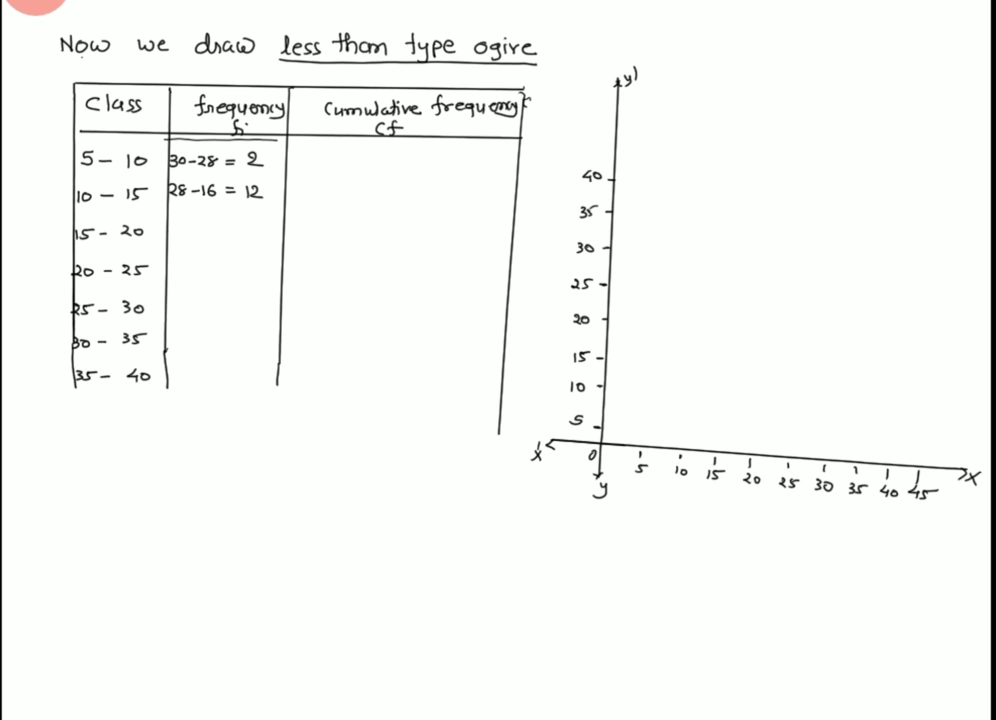 Now we draw less than type ogive
Class frequency fi Cumulative frequency Cf
5 - 10 30-28 = 2
10 - 15 28-16 = 12
15 - 20
20 - 25
25 - 30
30 - 35
35 - 40
y'
40
35
30
25
20
15
10
5
x' 0 5 10 15 20 25 30 35 40 45 x
y